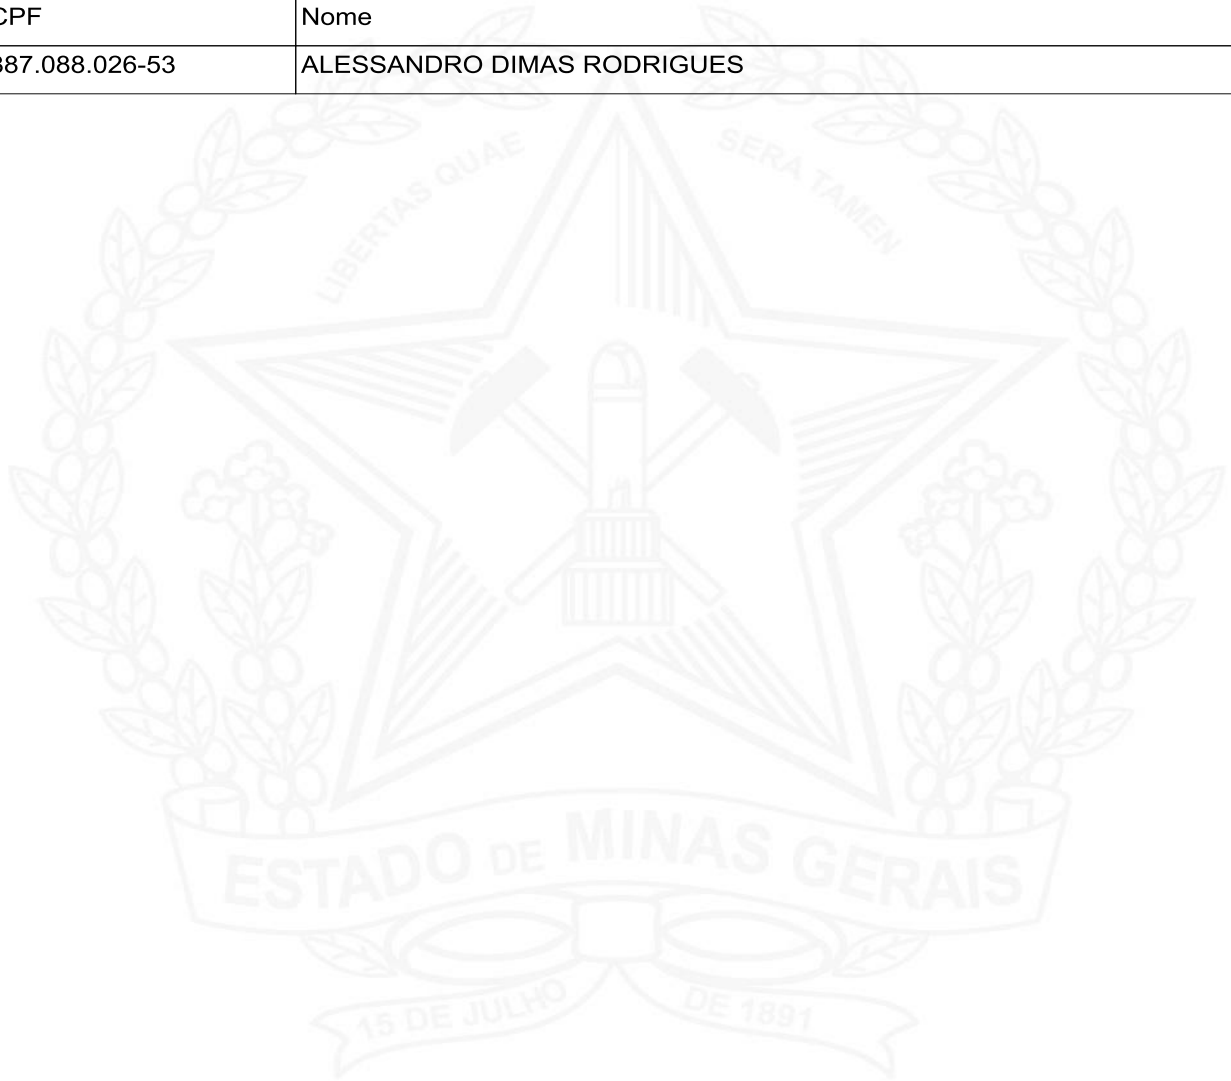 CPF Nome
387.088.026-53 ALESSANDRO DIMAS RODRIGUES
LIBERTAS QUAE SERA TAMEN
ESTADO DE MINAS GERAIS
15 DE JULHO DE 1891